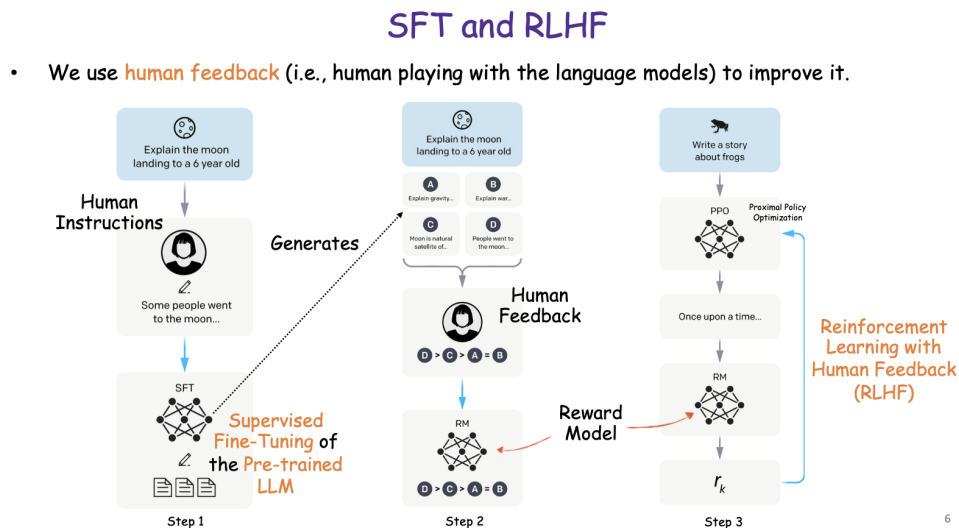 SFT and RLHF
• We use human feedback (i.e., human playing with the language models) to improve it.
Explain the moon
landing to a 6 year old
Human
Instructions
Some people went
to the moon...
SFT
Supervised
Fine-Tuning of
the Pre-trained
LLM
Step 1
Generates
Explain the moon
landing to a 6 year old
A
Explain gravity...
B
Explain war...
C
Moon is natural
satellite of...
D
People went to
the moon...
Human
Feedback
D > C > A = B
RM
D > C > A = B
Step 2
Reward
Model
Write a story
about frogs
PPO
Proximal Policy
Optimization
Once upon a time...
RM
rk
Reinforcement
Learning with
Human Feedback
(RLHF)
Step 3
6